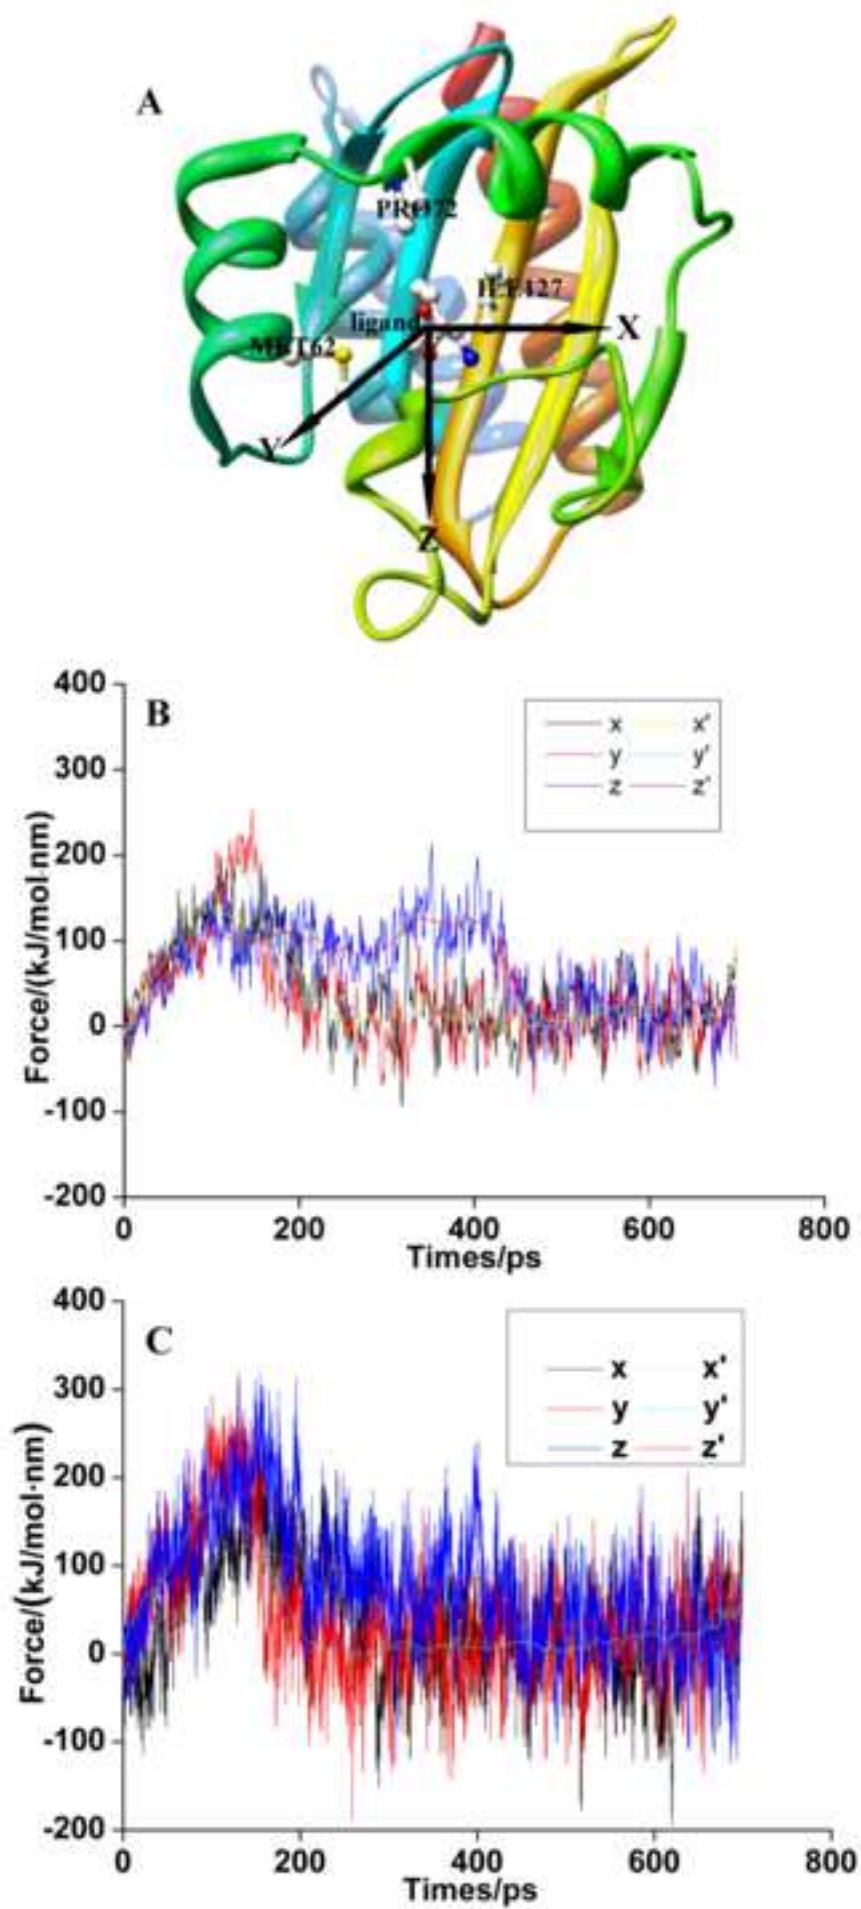 A
PRO72
ILE127
ligand
X
MET62
Y
Z
400
B
x x'
300
y y'
z z'
200
100
0
-100
-200
Force/(kJ/mol·nm)
0 200 400 600 800
Times/ps
400
C
300
x x'
y y'
200
z z'
100
0
-100
-200
Force/(kJ/mol·nm)
0 200 400 600 800
Times/ps